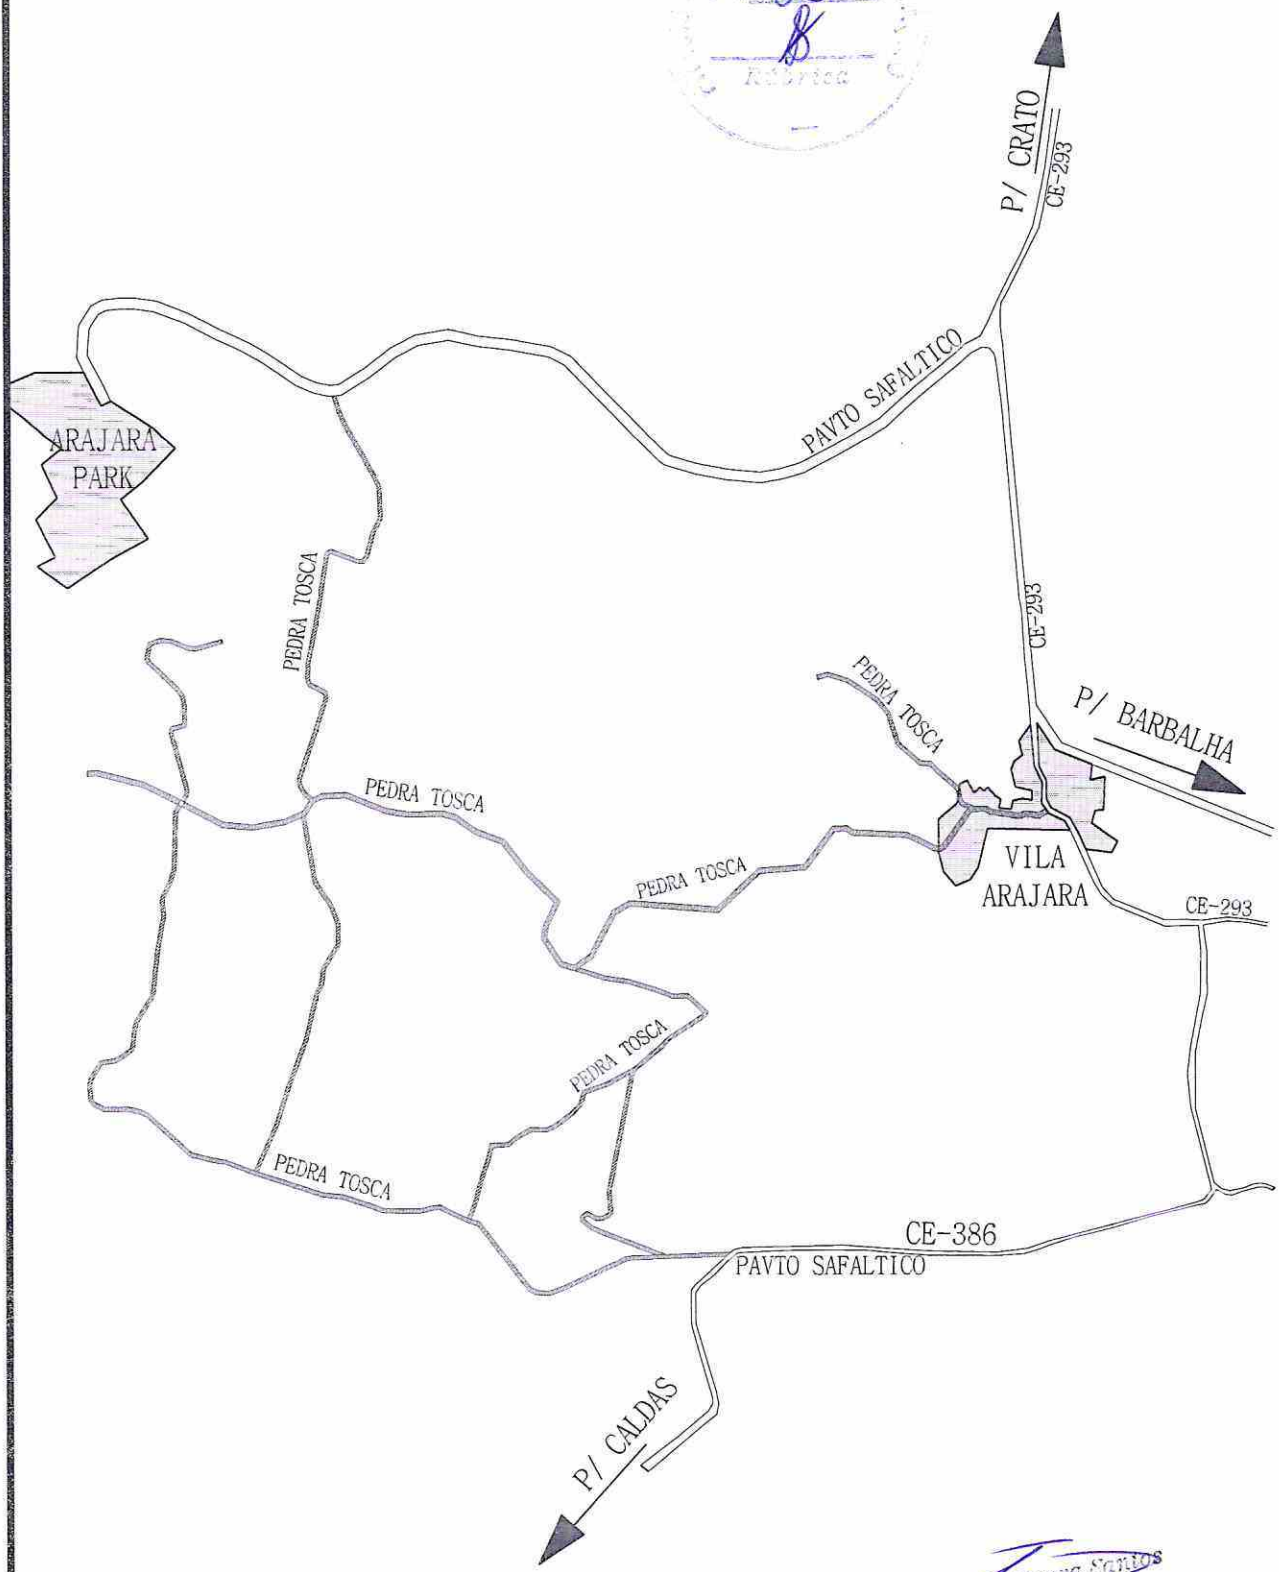 Rúbrica
P/ CRATO
CE-293
PAVTO SAFALTICO
ARAJARA
PARK
PEDRA TOSCA
CE-293
PEDRA TOSCA
P/ BARBALHA
PEDRA TOSCA
PEDRA TOSCA
VILA
ARAJARA
CE-293
PEDRA TOSCA
PEDRA TOSCA
CE-386
PAVTO SAFALTICO
P/ CALDAS
Santos